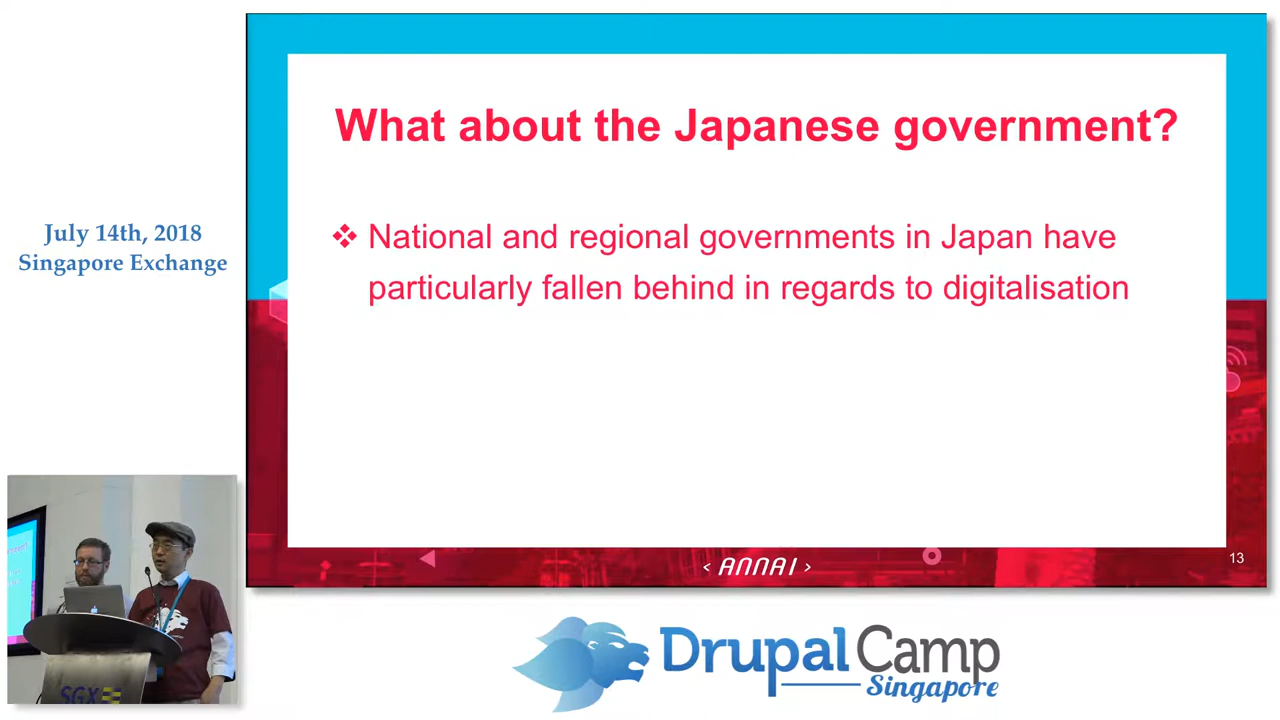 What about the Japanese government?
❖ National and regional governments in Japan have
particularly fallen behind in regards to digitalisation
July 14th, 2018
Singapore Exchange
< ANNAI >
13
SGX
DrupalCamp
Singapore